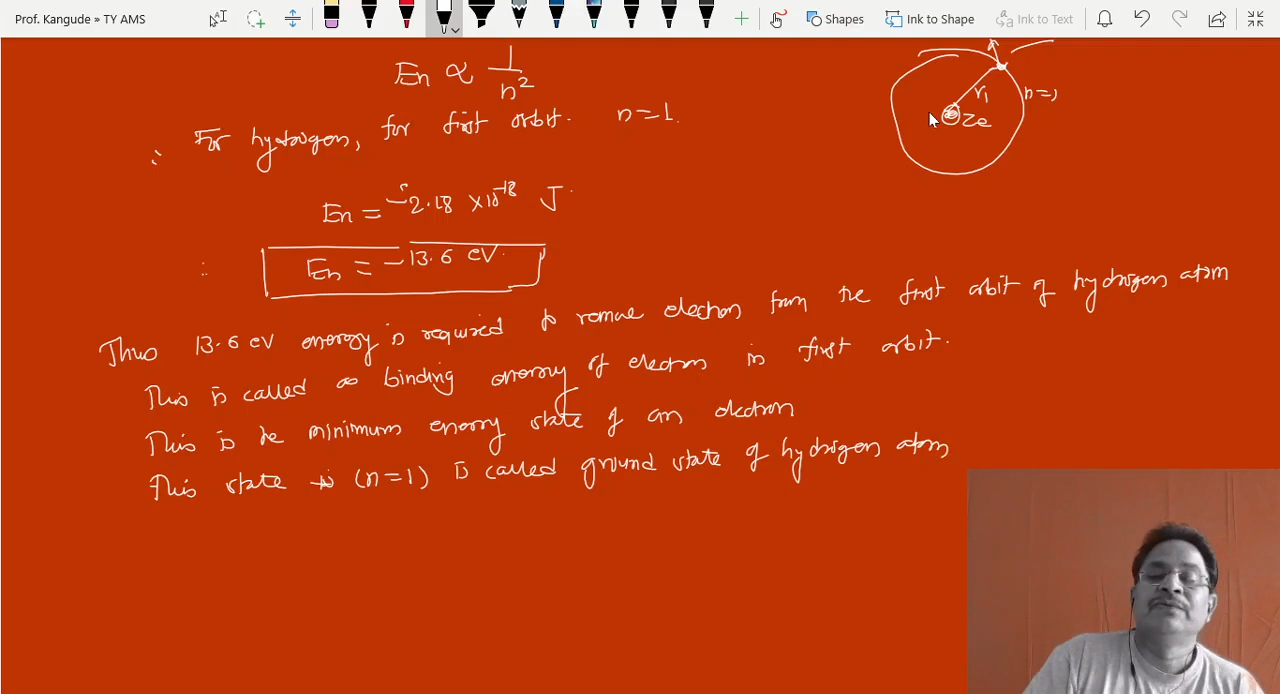 Prof. Kangude » TY AMS
Shapes
Ink to Shape
Ink to Text
En ∝ 1/n²
r₁
n=1
Ze
∴ For hydrogen, for first orbit. n=1.
En = -2.18 ×10⁻¹⁸ J
∴ En = -13.6 eV.
Thus 13.6 eV energy is required to remove electron from the first orbit of hydrogen atom
This is called as binding energy of electron in first orbit.
This is the minimum energy state of an electron
This state (n=1) is called ground state of hydrogen atom